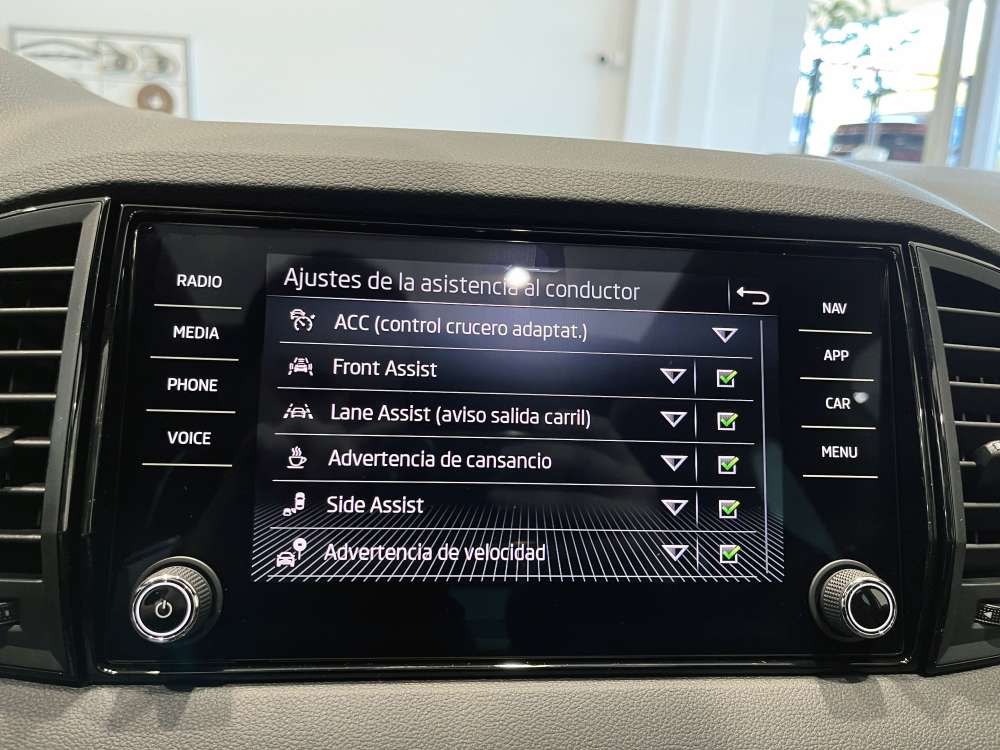 RADIO
MEDIA
PHONE
VOICE
Ajustes de la asistencia al conductor
ACC (control crucero adaptat.)
Front Assist
Lane Assist (aviso salida carril)
Advertencia de cansancio
Side Assist
Advertencia de velocidad
NAV
APP
CAR
MENU